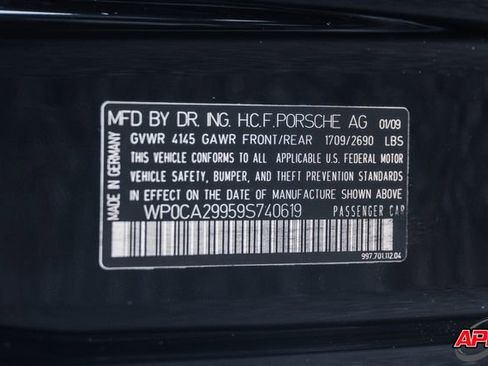 MFD BY DR. ING. H.C.F. PORSCHE AG 01/09
GVWR 4145 GAWR FRONT/REAR 1709/2690 LBS
THIS VEHICLE CONFORMS TO ALL APPLICABLE U.S. FEDERAL MOTOR
VEHICLE SAFETY, BUMPER, AND THEFT PREVENTION STANDARDS
IN EFFECT ON THE DATE OF MANUFACTURE SHOWN ABOVE
WP0CA29959S740619 PASSENGER CAR
997.701.112.04
MADE IN GERMANY